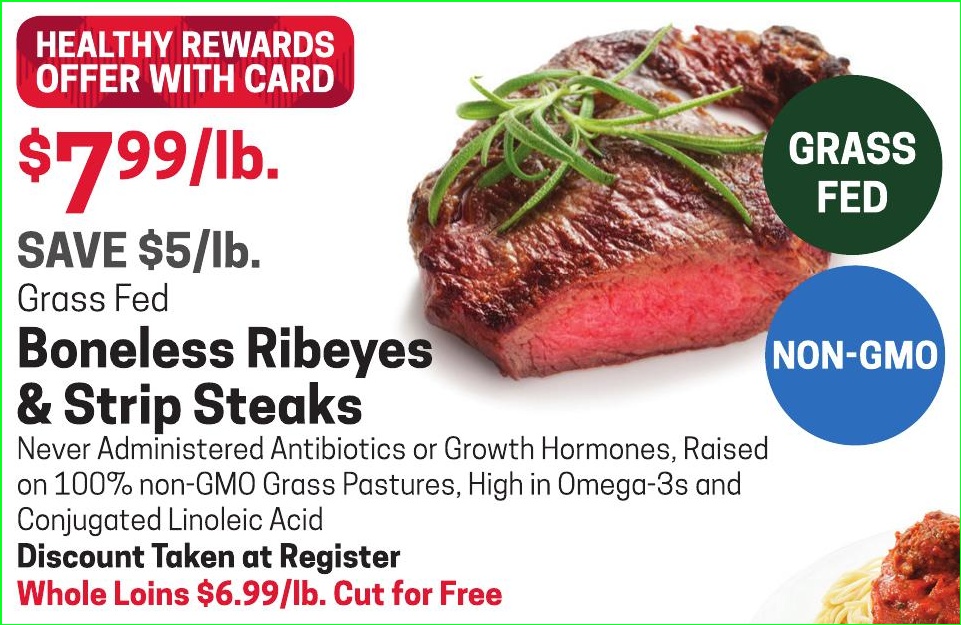 HEALTHY REWARDS
OFFER WITH CARD
$7.99/lb.
SAVE $5/lb.
Grass Fed
Boneless Ribeyes
& Strip Steaks
Never Administered Antibiotics or Growth Hormones, Raised
on 100% non-GMO Grass Pastures, High in Omega-3s and
Conjugated Linoleic Acid
Discount Taken at Register
Whole Loins $6.99/lb. Cut for Free
GRASS
FED
NON-GMO